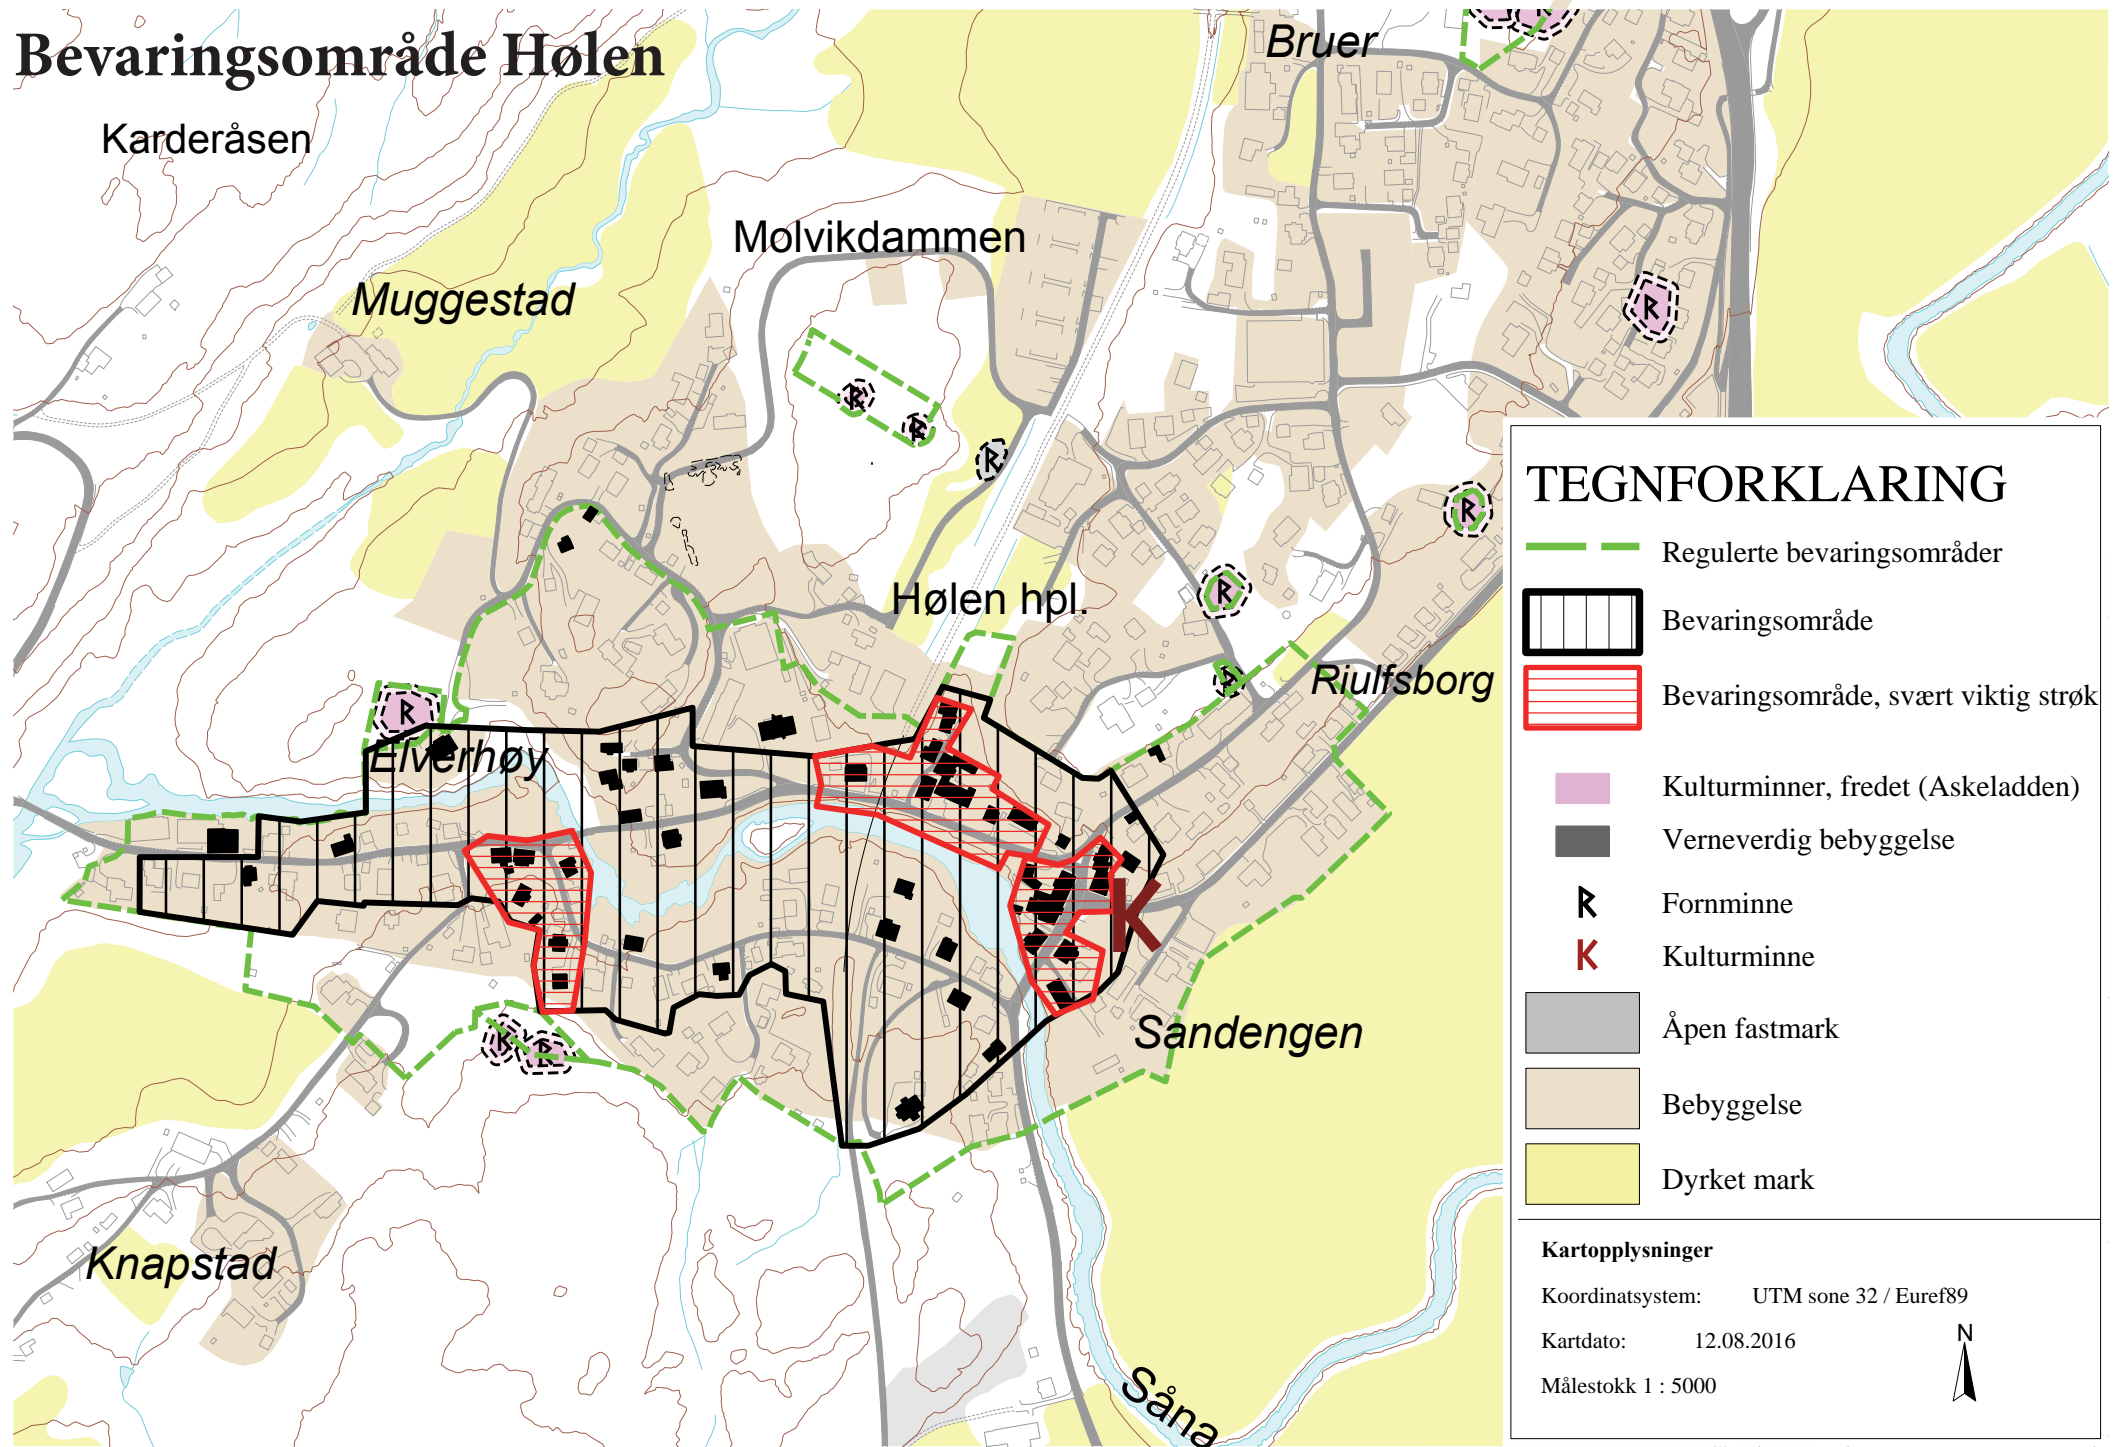 Bevaringsområde Hølen
Bruer
Karderåsen
Molvikdammen
Muggestad
Hølen hpl.
Riulfsborg
Elverhøy
K
Sandengen
Knapstad
Såna
TEGNFORKLARING
Regulerte bevaringsområder
Bevaringsområde
Bevaringsområde, svært viktig strøk
Kulturminner, fredet (Askeladden)
Verneverdig bebyggelse
Fornminne
K Kulturminne
Åpen fastmark
Bebyggelse
Dyrket mark
Kartopplysninger
Koordinatsystem: UTM sone 32 / Euref89
Kartdato: 12.08.2016
Målestokk 1 : 5000
N